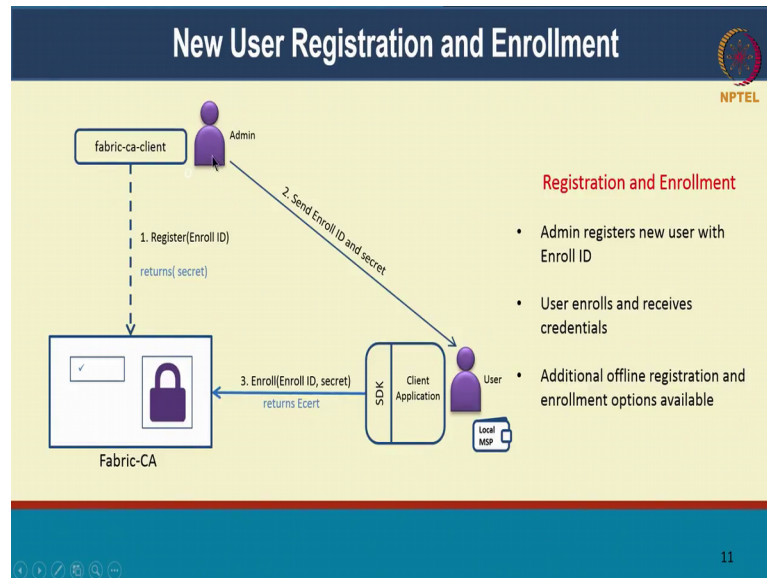 New User Registration and Enrollment
NPTEL
fabric-ca-client
Admin
1. Register(Enroll ID)
returns( secret)
2. Send Enroll ID and secret
3. Enroll(Enroll ID, secret)
returns Ecert
SDK
Client
Application
User
Local
MSP
Fabric-CA
Registration and Enrollment
• Admin registers new user with
Enroll ID
• User enrolls and receives
credentials
• Additional offline registration and
enrollment options available
11